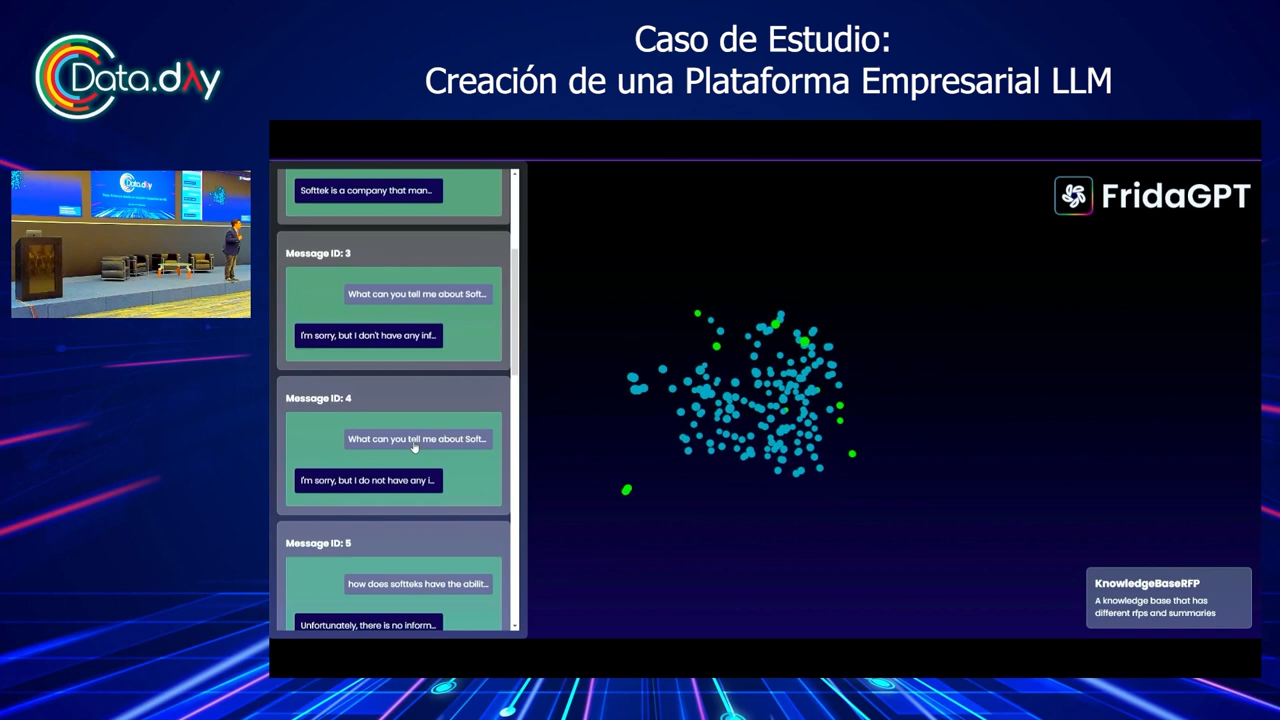 Caso de Estudio:
Creación de una Plataforma Empresarial LLM
Data.dλy
Softtek is a company that man...
Message ID: 3
What can you tell me about Soft...
I'm sorry, but I don't have any inf...
Message ID: 4
What can you tell me about Soft...
I'm sorry, but I do not have any i...
Message ID: 5
how does softteks have the abilit...
Unfortunately, there is no inform...
FridaGPT
KnowledgeBaseRFP
A knowledge base that has
different rfps and summaries